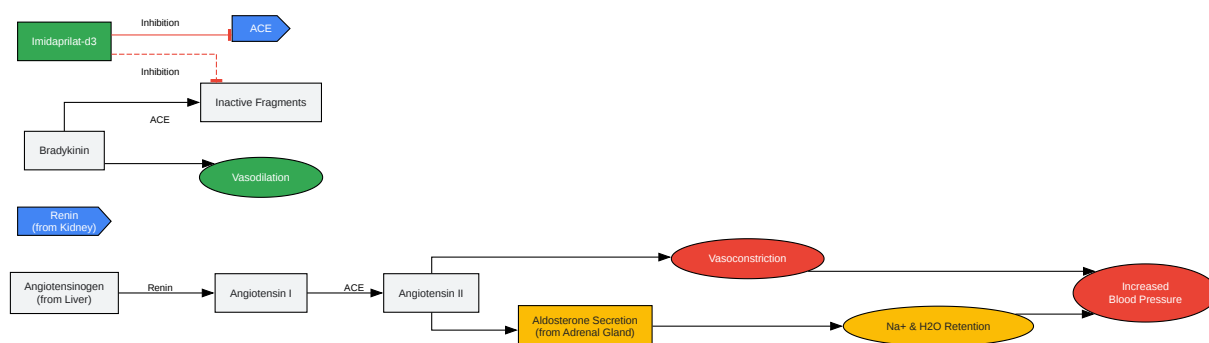 Inhibition
ACE
Imidaprilat-d3
Inhibition
Inactive Fragments
ACE
Bradykinin
Vasodilation
Renin
(from Kidney)
Vasoconstriction
Angiotensinogen
(from Liver)
Renin
Angiotensin I
ACE
Angiotensin II
Increased
Blood Pressure
Aldosterone Secretion
(from Adrenal Gland)
Na+ & H2O Retention